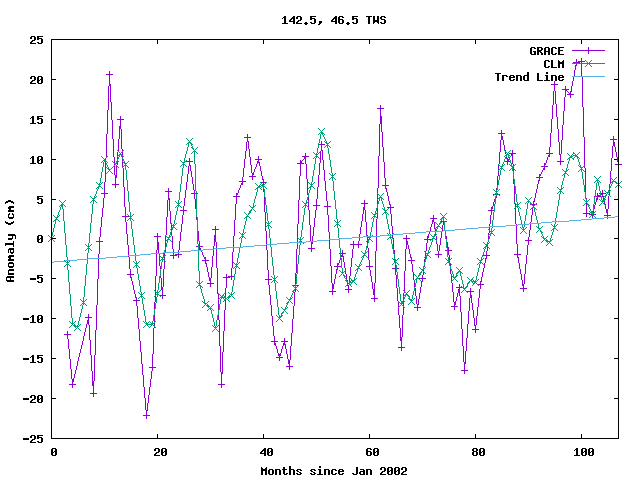 142.5, 46.5 TWS
25
20
15
10
5
0
-5
-10
-15
-20
-25
Anomaly (cm)
GRACE
CLM
Trend Line
0 20 40 60 80 100
Months since Jan 2002